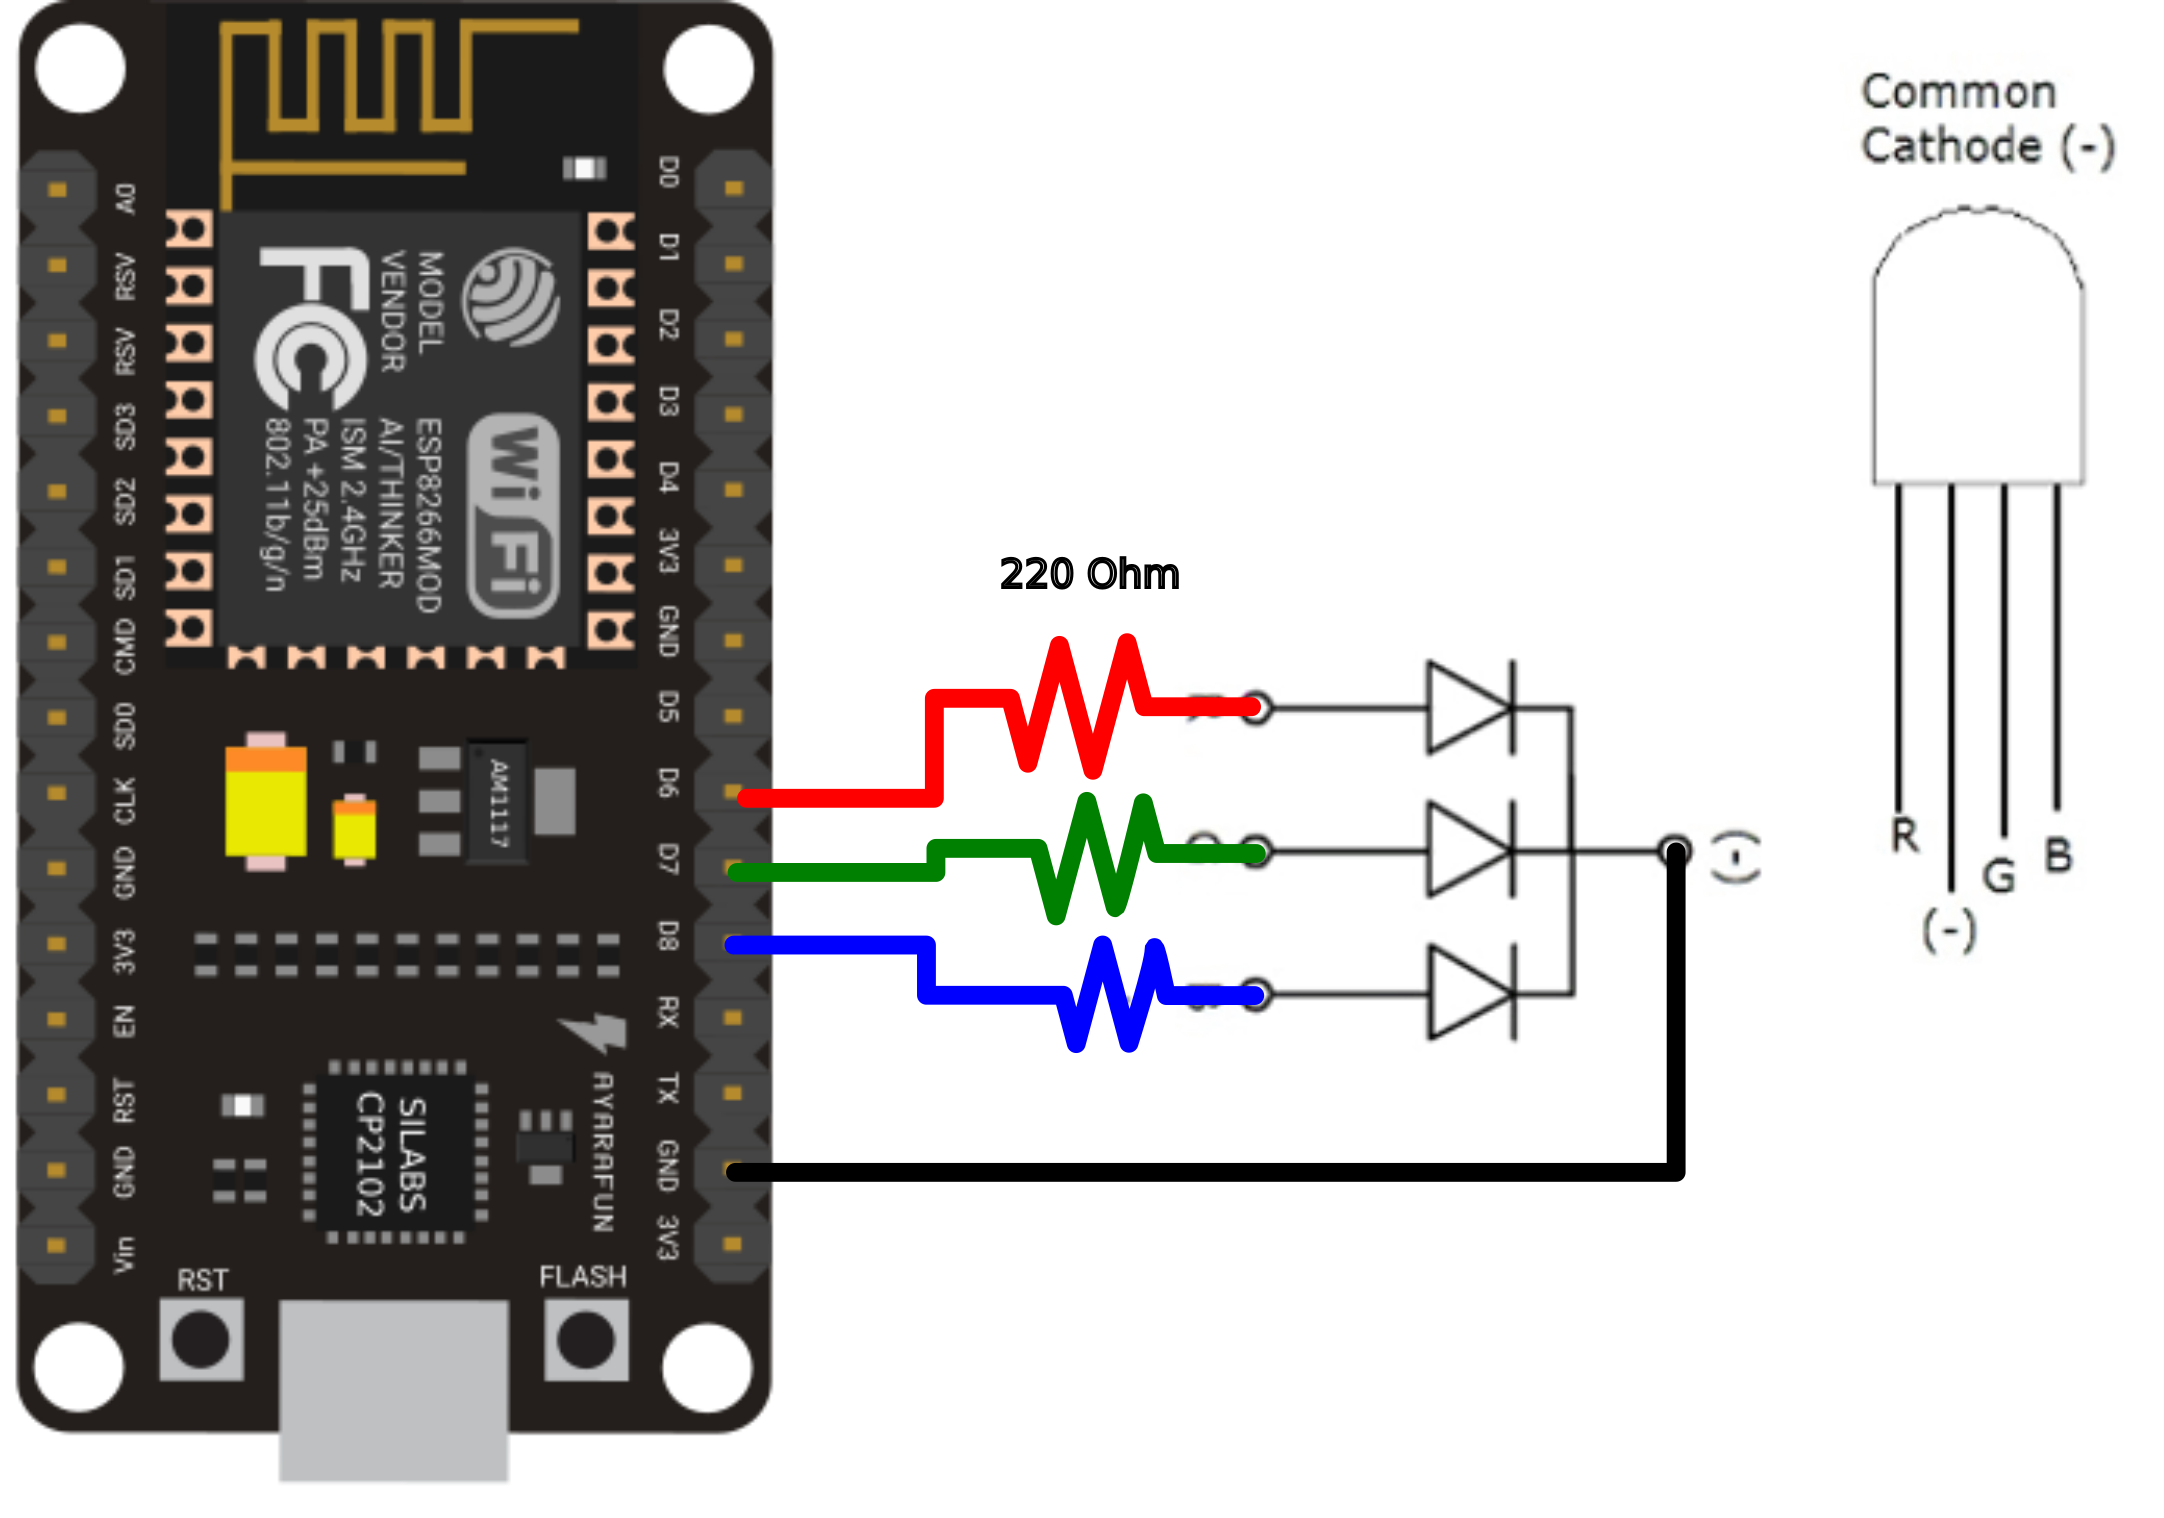 Common
Cathode (-)
R
(-)
G
B
220 Ohm
(-)
A0
RSV
RSV
SD3
SD2
SD1
CMD
SD0
CLK
GND
3V3
EN
RST
GND
Vin
D0
D1
D2
D3
D4
3V3
GND
D5
D6
D7
D8
RX
TX
GND
3V3
MODEL
VENDOR
FC
WiFi
ESP8266MOD
AI/THINKER
ISM 2.4GHz
PA +25dBm
802.11b/g/n
AM1117
SILABS
CP2102
AYARAFUN
RST
FLASH